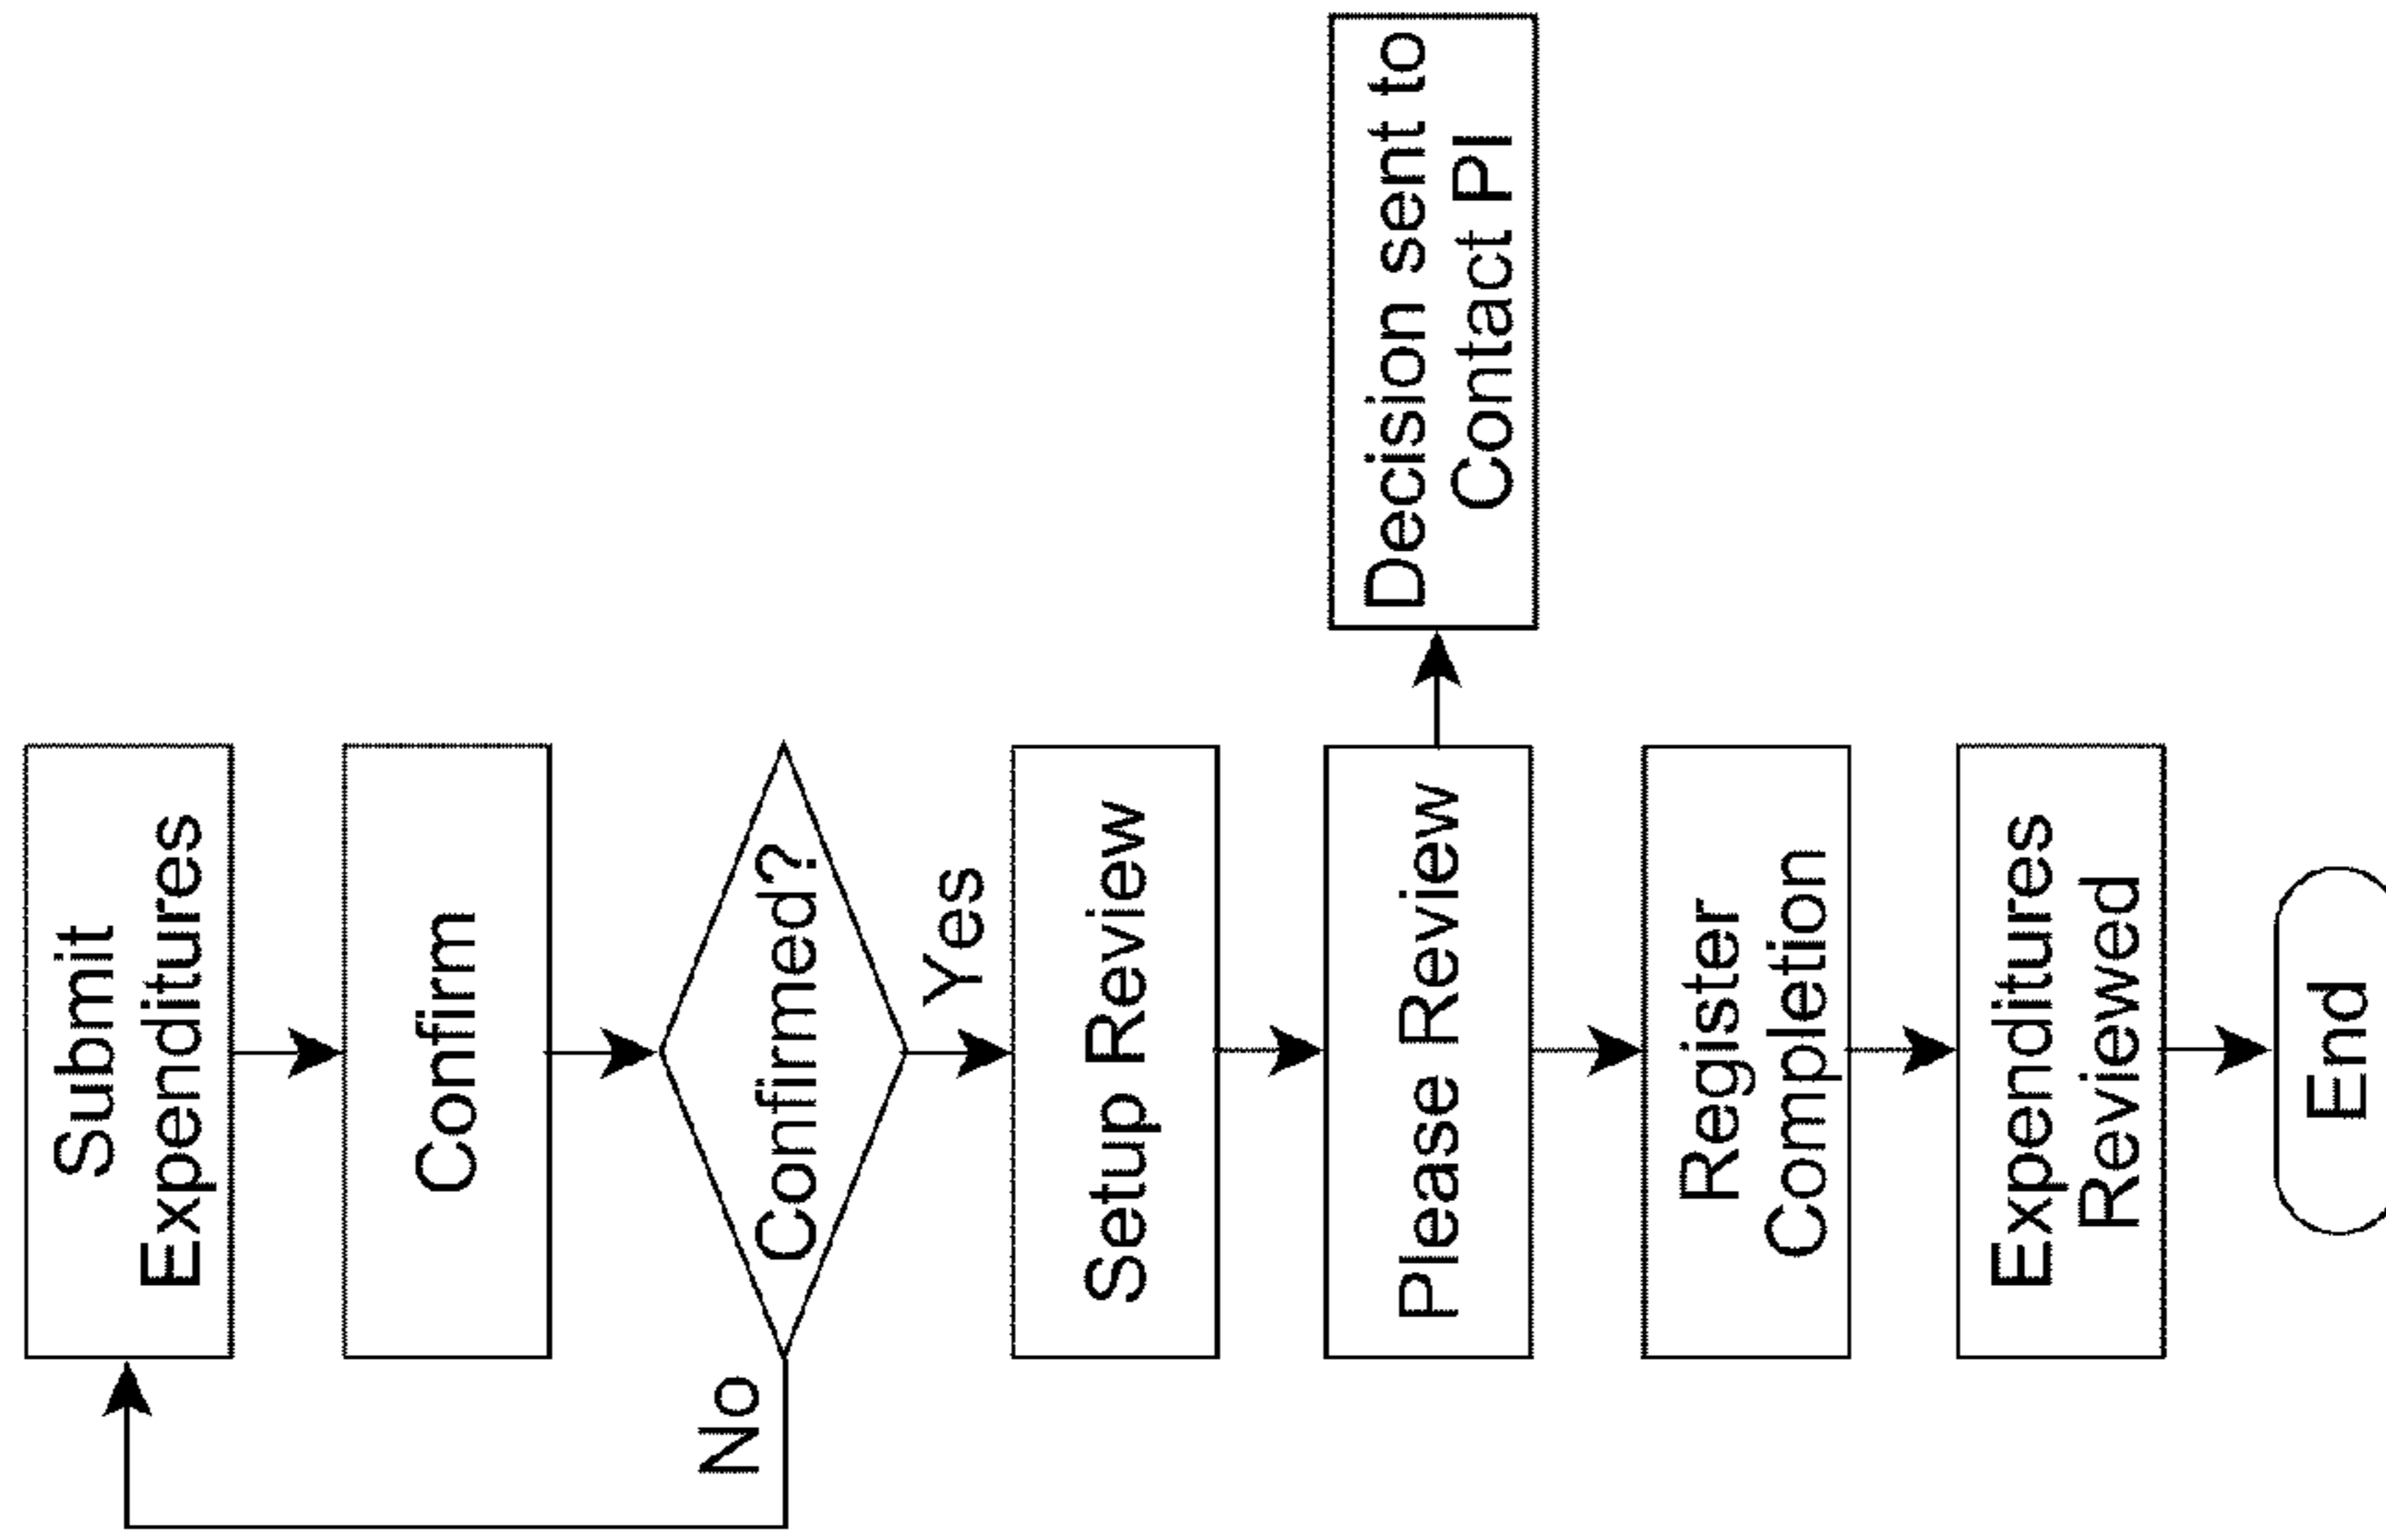 Submit
Expenditures
Confirm
Confirmed?
No
Yes
Setup Review
Please Review
Decision sent to
Contact PI
Register
Completion
Expenditures
Reviewed
End